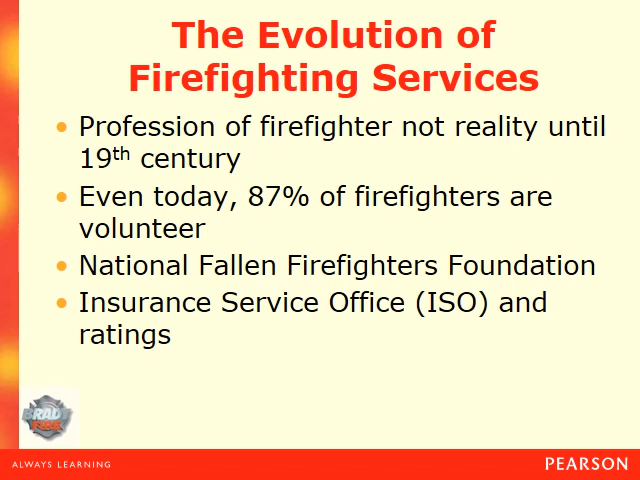 The Evolution of
Firefighting Services
• Profession of firefighter not reality until
19th century
• Even today, 87% of firefighters are
volunteer
• National Fallen Firefighters Foundation
• Insurance Service Office (ISO) and
ratings
BRADY
FIRE
ALWAYS LEARNING
PEARSON